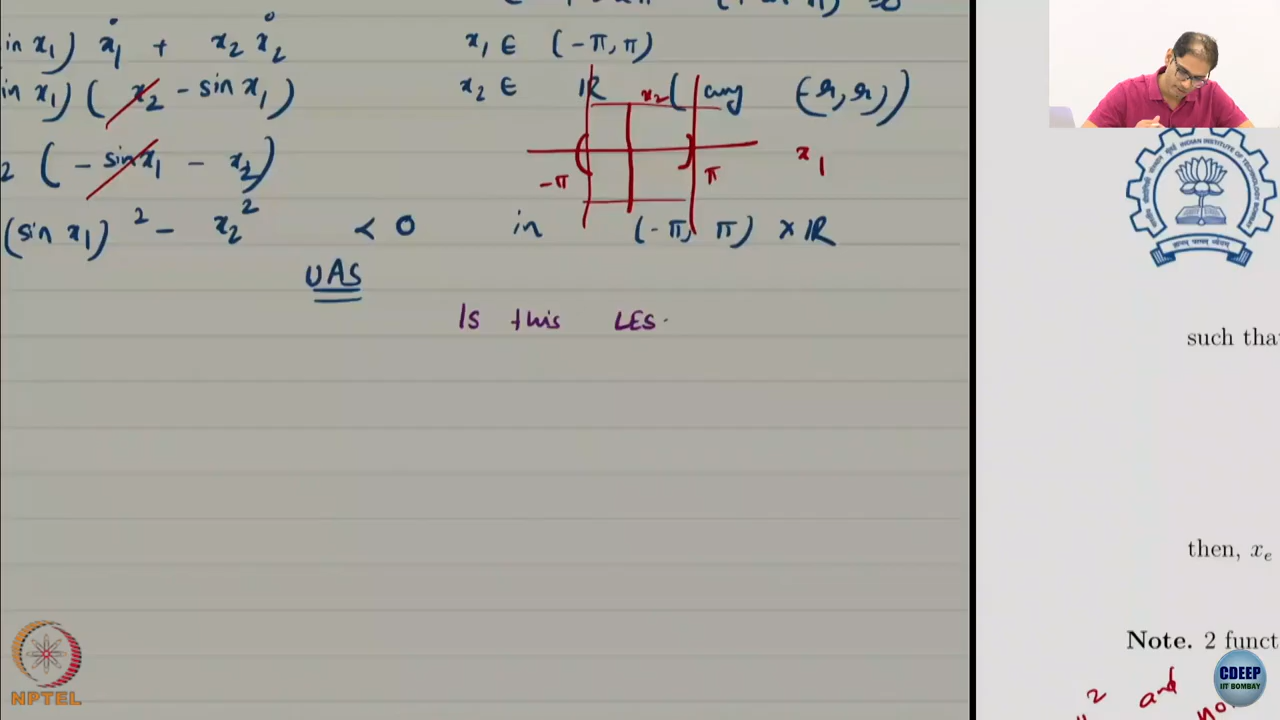 in x₁) ẋ₁ + x₂ ẋ₂
x₁ ∈ (-π, π)
in x₁) ( x₂ - sin x₁ )
x₂ ∈ ℝ ( any (-r, r))
x₂
2 ( - sin x₁ - x₂ )
-π π x₁
(sin x₁)² - x₂² < 0 in (-π, π) × ℝ
UAS
Is this LES.
such tha
then, xₑ
Note. 2 funct
2 and
NPTEL
CDEEP
IIT BOMBAY